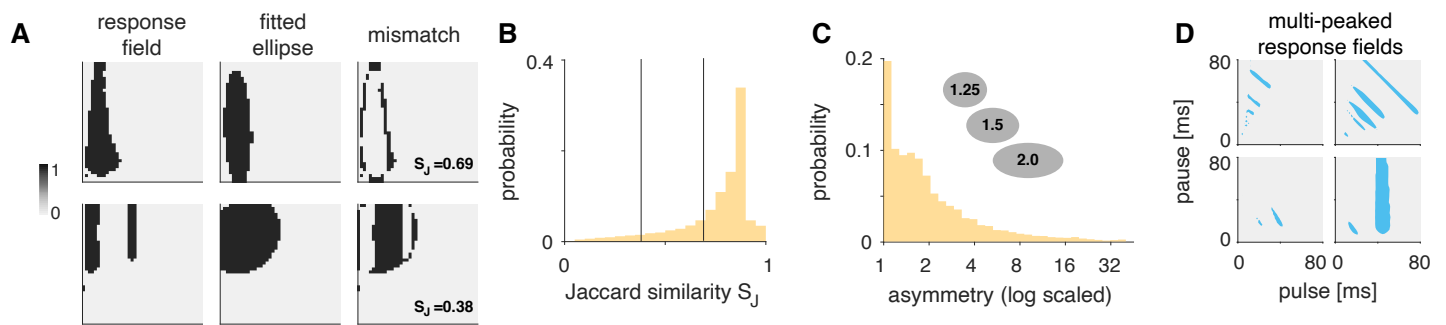 A
response
field
fitted
ellipse
mismatch
1
0
S_J =0.69
S_J =0.38
B
0.4
probability
0
0
1
Jaccard similarity S_J
C
0.2
probability
0.1
0
1.25
1.5
2.0
1 2 4 8 16 32
asymmetry (log scaled)
D
multi-peaked
response fields
80
0
80
0
pause [ms]
0 80 0 80
pulse [ms]